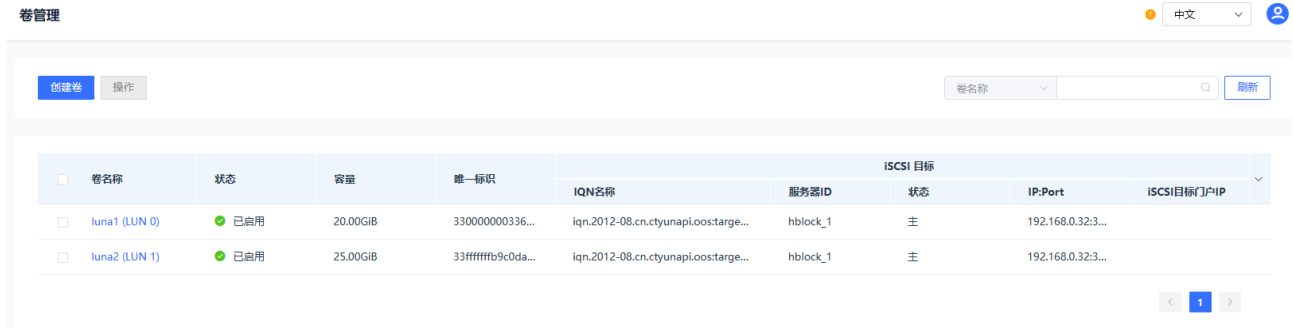 卷管理
中文
创建卷 操作 卷名称 刷新
iSCSI 目标
卷名称 状态 容量 唯一标识
IQN名称 服务器ID 状态 IP:Port iSCSI目标门户IP
luna1 (LUN 0) 已启用 20.00GiB 330000000336... iqn.2012-08.cn.ctyunapi.oos:targe... hblock_1 主 192.168.0.32:3...
luna2 (LUN 1) 已启用 25.00GiB 33fffffffb9c0da... iqn.2012-08.cn.ctyunapi.oos:targe... hblock_1 主 192.168.0.32:3...
1